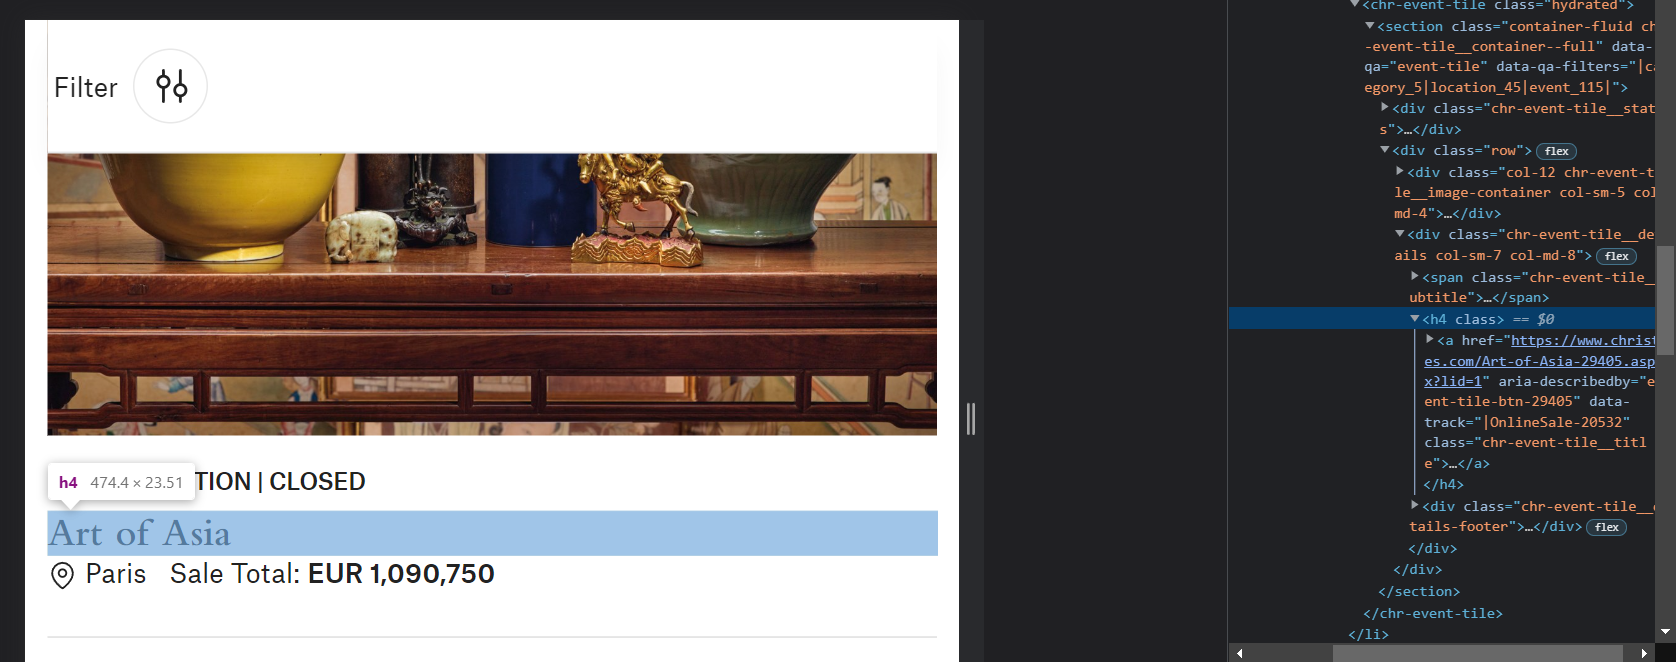 Filter
TION | CLOSED
h4 474.4 × 23.51
Art of Asia
Paris Sale Total: EUR 1,090,750
<chr-event-tile class="hydrated">
<section class="container-fluid ch
-event-tile__container--full" data-
qa="event-tile" data-qa-filters="|ca
egory_5|location_45|event_115|">
<div class="chr-event-tile__stat
s">…</div>
<div class="row"> flex
<div class="col-12 chr-event-t
le__image-container col-sm-5 col
md-4">…</div>
<div class="chr-event-tile__de
ails col-sm-7 col-md-8"> flex
<span class="chr-event-tile__
ubtitle">…</span>
<h4 class> == $0
<a href="https://www.christ
es.com/Art-of-Asia-29405.asp
x?lid=1" aria-describedby="e
ent-tile-btn-29405" data-
track="|OnlineSale-20532"
class="chr-event-tile__titl
e">…</a>
</h4>
<div class="chr-event-tile__
tails-footer">…</div> flex
</div>
</div>
</section>
</chr-event-tile>
</li>